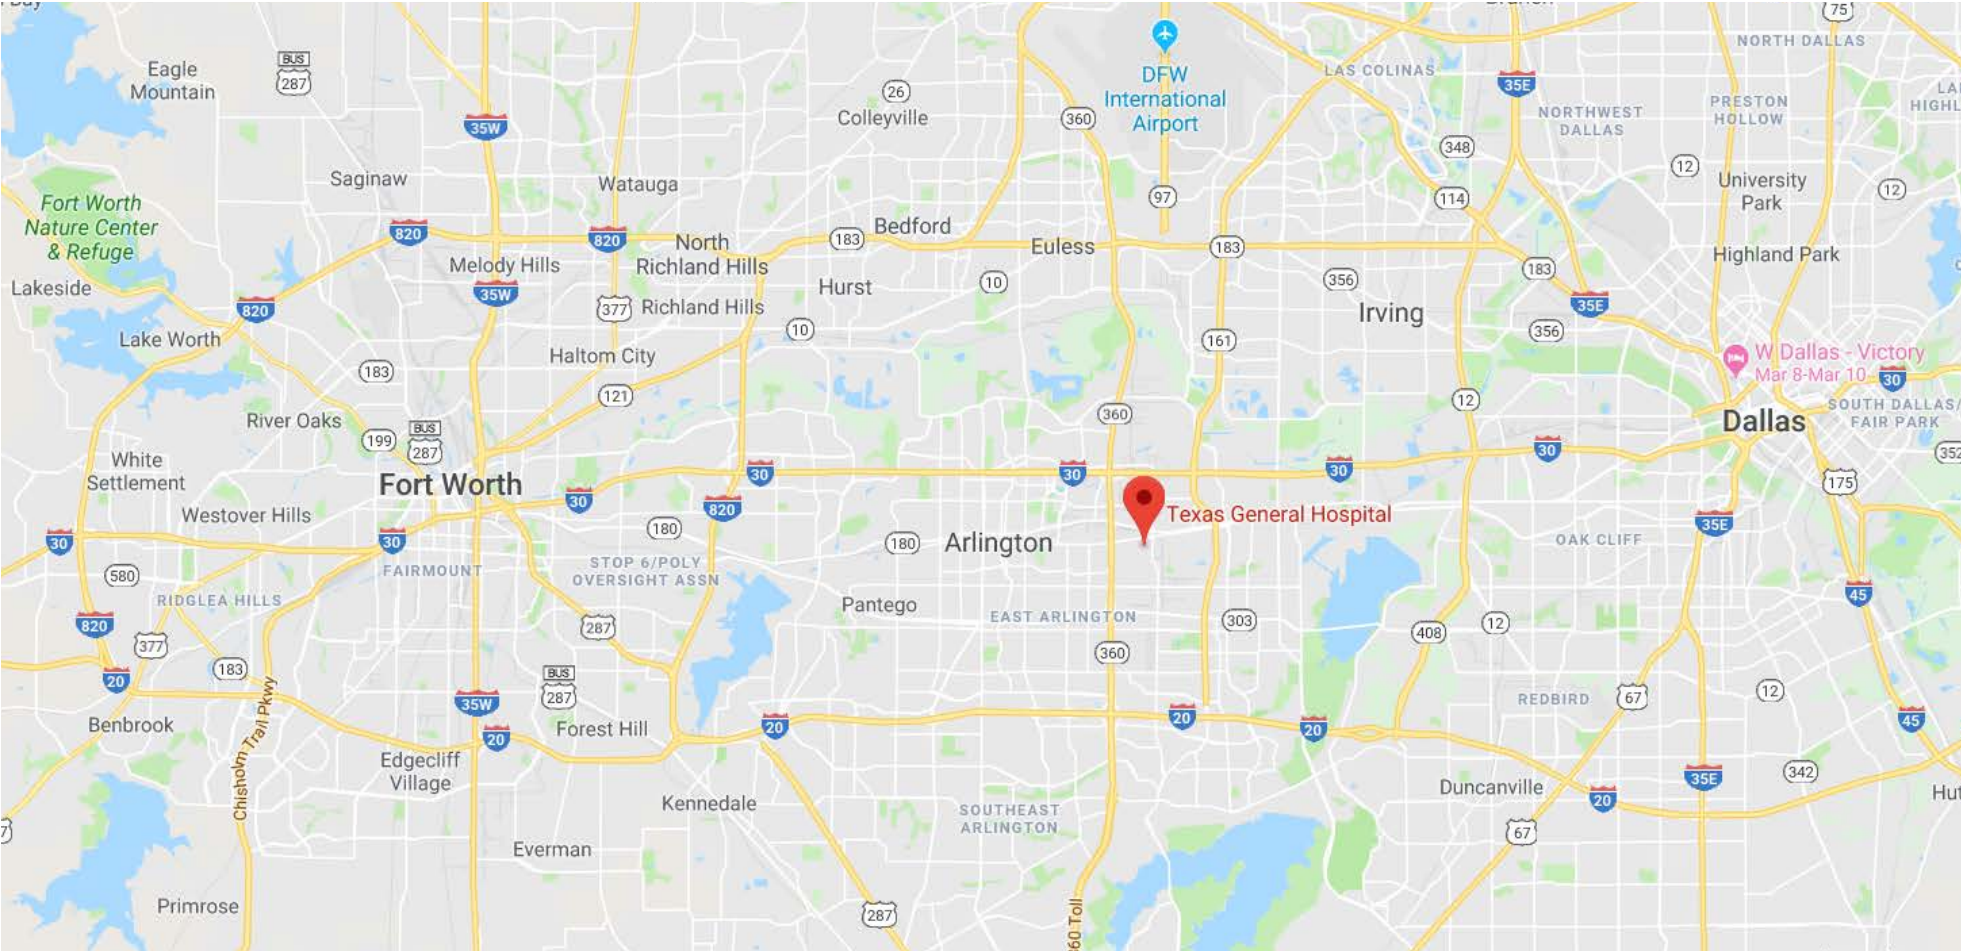 75
NORTH DALLAS
BUS
287
Eagle
Mountain
DFW
International
Airport
LAS COLINAS
35E
26
Colleyville
360
35W
NORTHWEST
DALLAS
PRESTON
HOLLOW
348
12
University
Park
12
Saginaw
Watauga
97
114
Fort Worth
Nature Center
& Refuge
820
820
North
Richland Hills
183
Bedford
Euless
183
183
Highland Park
Melody Hills
35W
Lakeside
820
377
Richland Hills
Hurst
10
356
35E
Irving
356
Lake Worth
10
161
Haltom City
W Dallas - Victory
Mar 8-Mar 10
30
183
121
12
360
SOUTH DALLAS/
FAIR PARK
Dallas
River Oaks
BUS
287
199
30
352
White
Settlement
Fort Worth
30
30
30
30
175
820
Westover Hills
Texas General Hospital
35E
180
180
Arlington
OAK CLIFF
30
30
580
FAIRMOUNT
STOP 6/POLY
OVERSIGHT ASSN
RIDGLEA HILLS
Pantego
EAST ARLINGTON
45
820
377
287
303
408
12
183
360
20
BUS
287
35W
REDBIRD
67
12
Benbrook
Forest Hill
20
20
20
20
45
Chisholm Trail Pkwy
Edgecliff
Village
35E
342
Duncanville
20
Kennedale
SOUTHEAST
ARLINGTON
67
Everman
Primrose
287
60 Toll